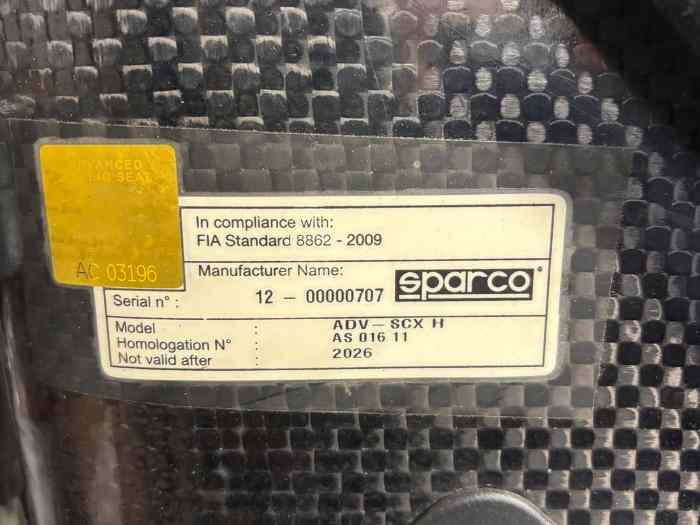 ADVANCED
SEAT
AC 03196
In compliance with:
FIA Standard 8862 - 2009
Manufacturer Name:
sparco
Serial n° : 12 - 00000707
Model : ADV - SCX H
Homologation N° : AS 016 11
Not valid after : 2026